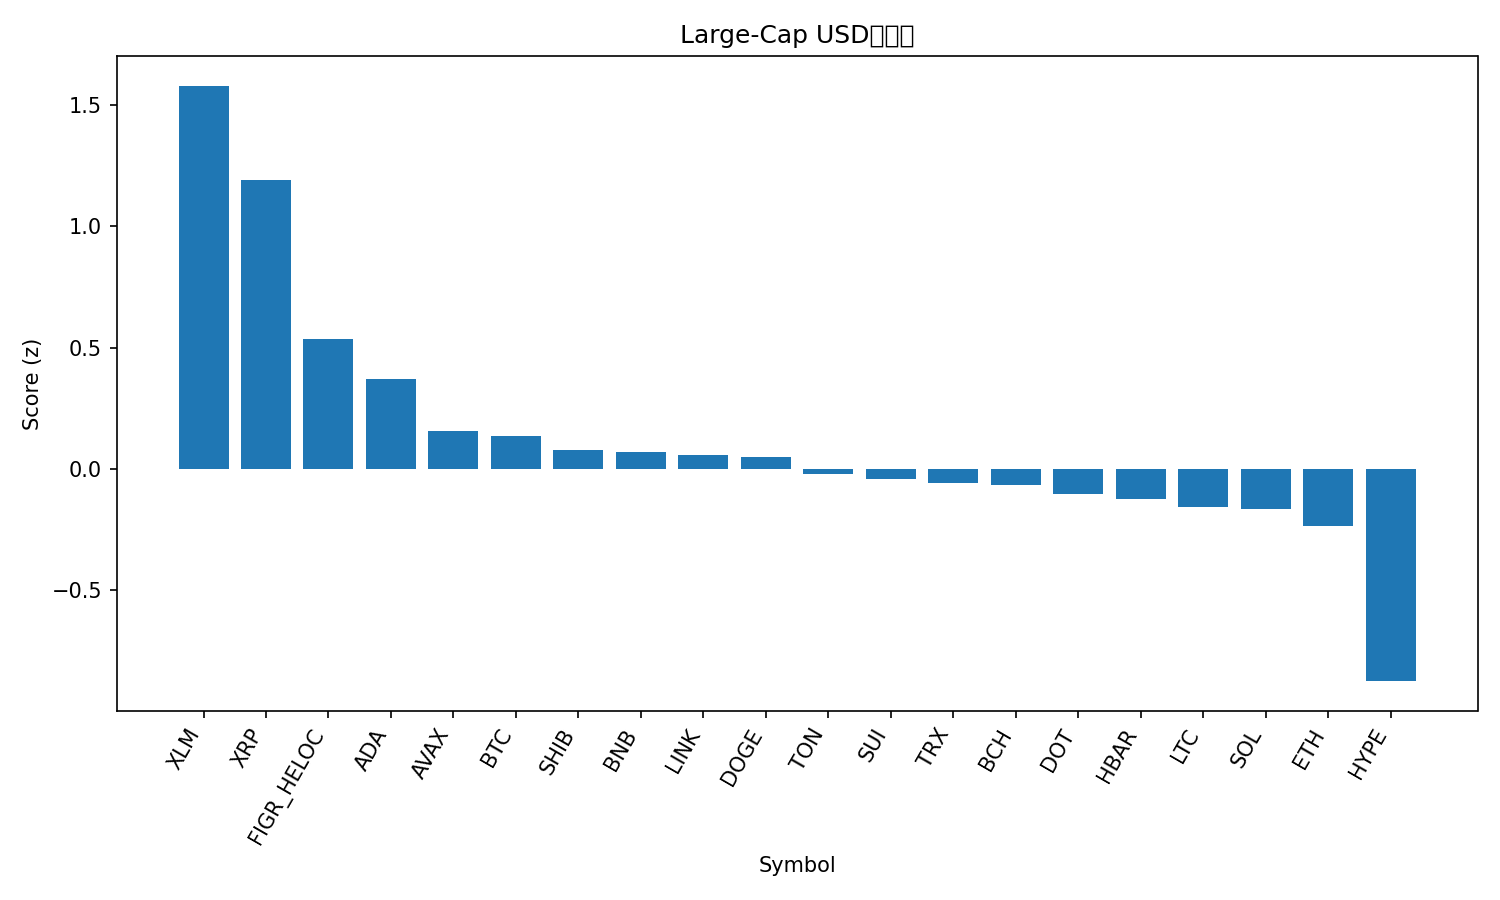 Large-Cap USD
Score (z)
1.5
1.0
0.5
0.0
−0.5
XLM
XRP
FIGR_HELOC
ADA
AVAX
BTC
SHIB
BNB
LINK
DOGE
TON
SUI
TRX
BCH
DOT
HBAR
LTC
SOL
ETH
HYPE
Symbol